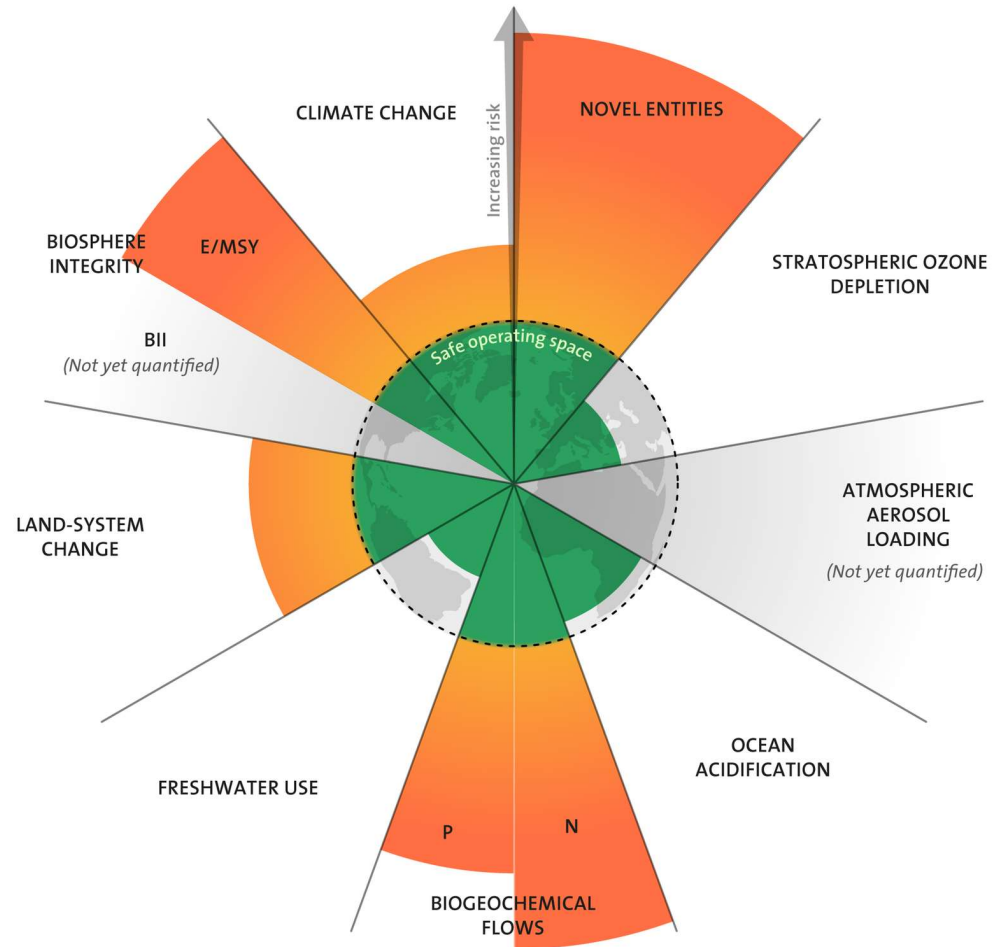 CLIMATE CHANGE
Increasing risk
NOVEL ENTITIES
BIOSPHERE
INTEGRITY
E/MSY
STRATOSPHERIC OZONE
DEPLETION
BII
(Not yet quantified)
Safe operating space
LAND-SYSTEM
CHANGE
ATMOSPHERIC
AEROSOL
LOADING
(Not yet quantified)
FRESHWATER USE
OCEAN
ACIDIFICATION
P
N
BIOGEOCHEMICAL
FLOWS